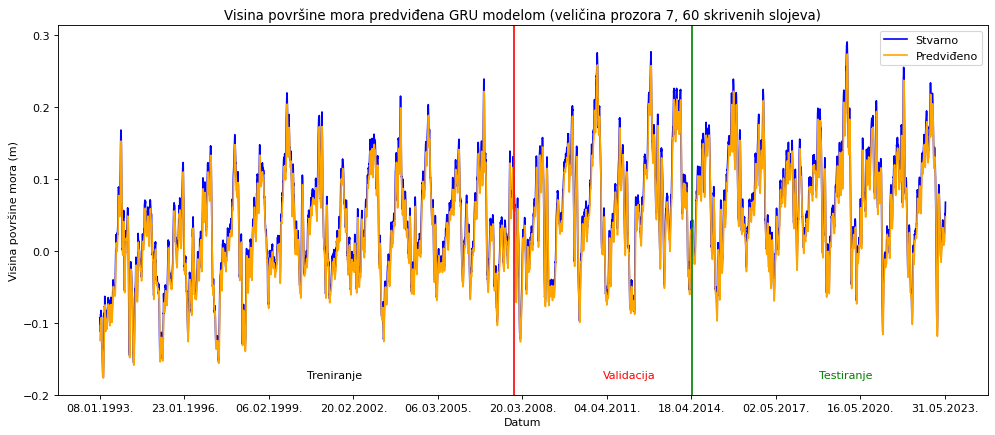 Visina površine mora predviđena GRU modelom (veličina prozora 7, 60 skrivenih slojeva)
Stvarno
Predviđeno
Visina površine mora (m)
0.3
0.2
0.1
0.0
−0.1
−0.2
Treniranje
Validacija
Testiranje
08.01.1993.
23.01.1996.
06.02.1999.
20.02.2002.
06.03.2005.
20.03.2008.
04.04.2011.
18.04.2014.
02.05.2017.
16.05.2020.
31.05.2023.
Datum